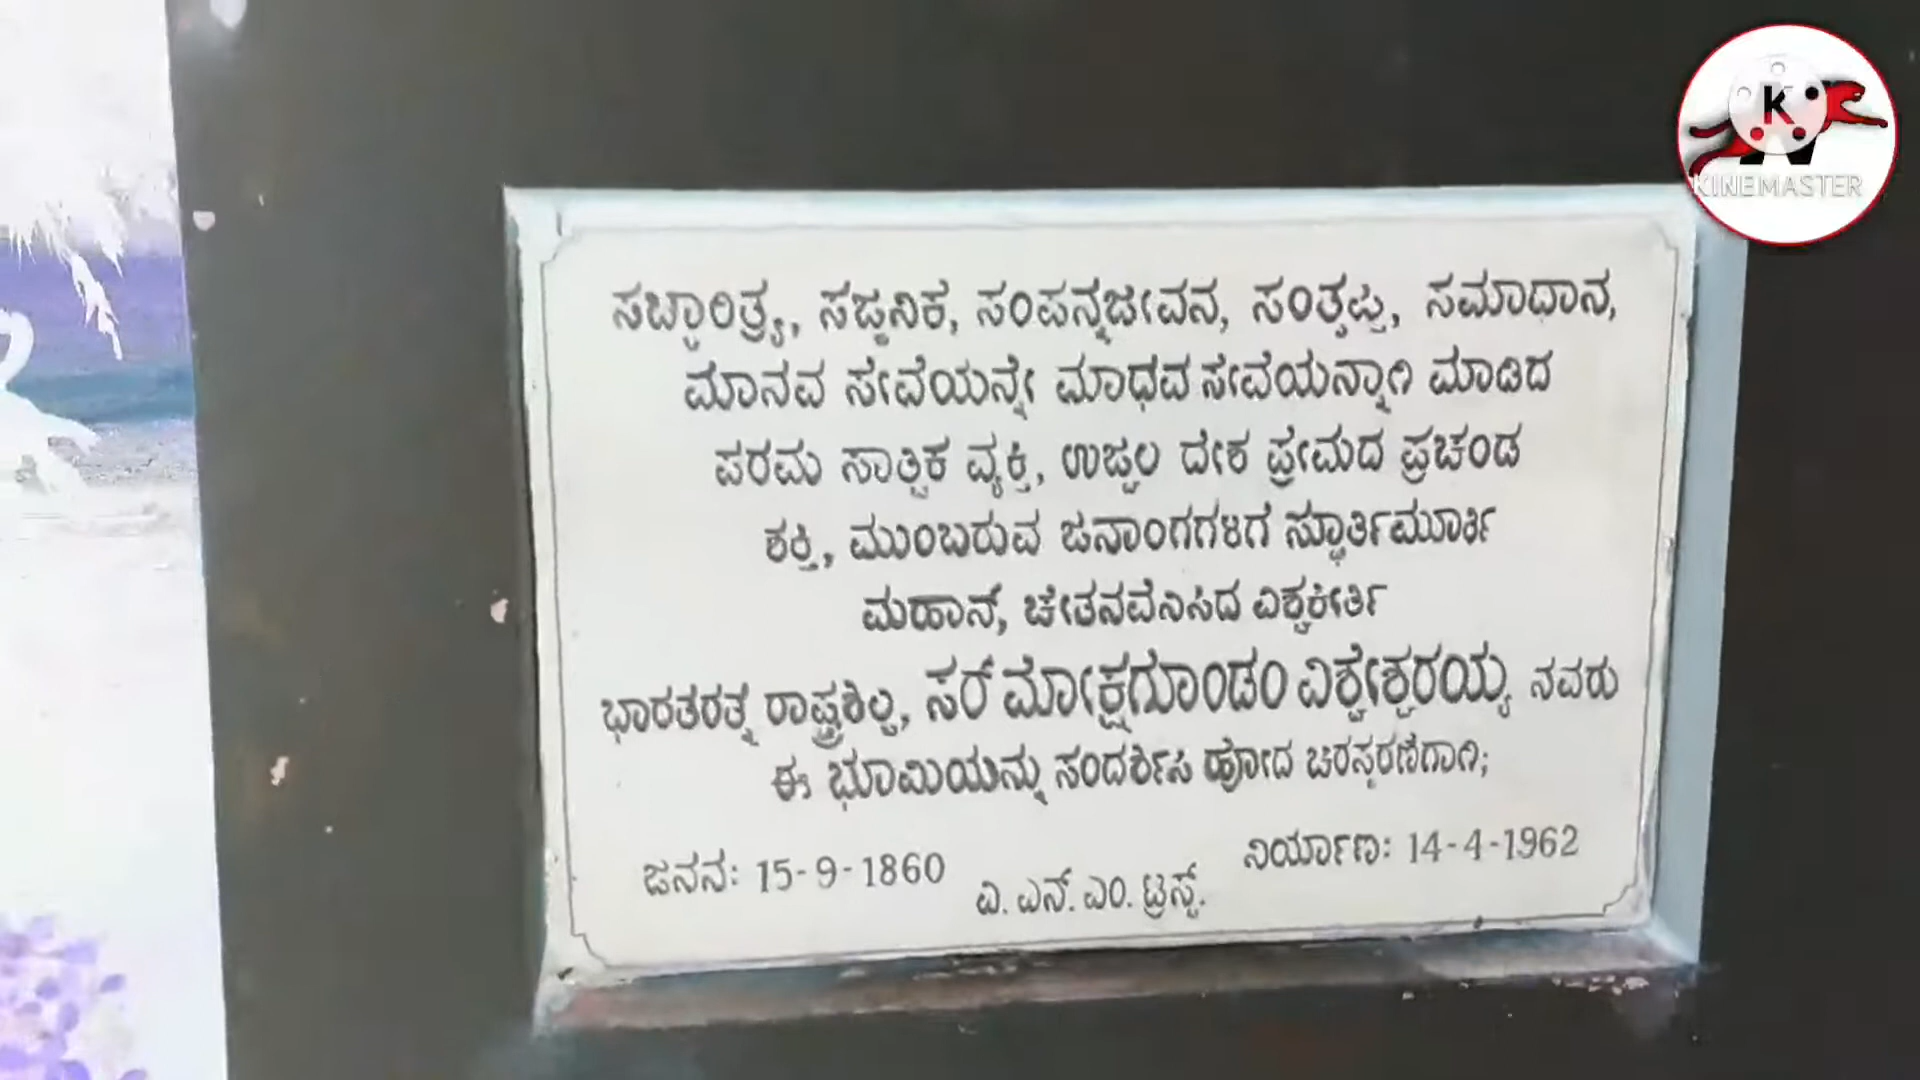 ಸಚ್ಚಾರಿತ್ರ್ಯ, ಸಜ್ಜನಿಕ, ಸಂಪನ್ನಜೀವನ, ಸಂತೃಪ್ತ, ಸಮಾಧಾನ,
ಮಾನವ ಸೇವೆಯನ್ನೇ ಮಾಧವ ಸೇವೆಯನ್ನಾಗಿ ಮಾಡಿದ
ಪರಮ ಸಾತ್ವಿಕ ವ್ಯಕ್ತಿ, ಉಜ್ವಲ ದೇಶ ಪ್ರೇಮದ ಪ್ರಚಂಡ
ಶಕ್ತಿ, ಮುಂಬರುವ ಜನಾಂಗಗಳಿಗೆ ಸ್ಫೂರ್ತಿಮೂರ್ತಿ
ಮಹಾನ್, ಚೇತನವೆನಿಸಿದ ವಿಶ್ವಕೀರ್ತಿ
ಭಾರತರತ್ನ ರಾಷ್ಟ್ರಶಿಲ್ಪಿ, ಸರ್ ಮೋಕ್ಷಗೊಂಡಂ ವಿಶ್ವೇಶ್ವರಯ್ಯ ನವರು
ಈ ಭೂಮಿಯನ್ನು ಸಂದರ್ಶಿಸಿ ಹೋದ ಚಿರಸ್ಮರಣೆಗಾಗಿ;
ಜನನ: 15-9-1860 ನಿರ್ಯಾಣ: 14-4-1962
ವಿ. ಎನ್. ಎಂ. ಟ್ರಸ್ಟ್.
KINEMASTER